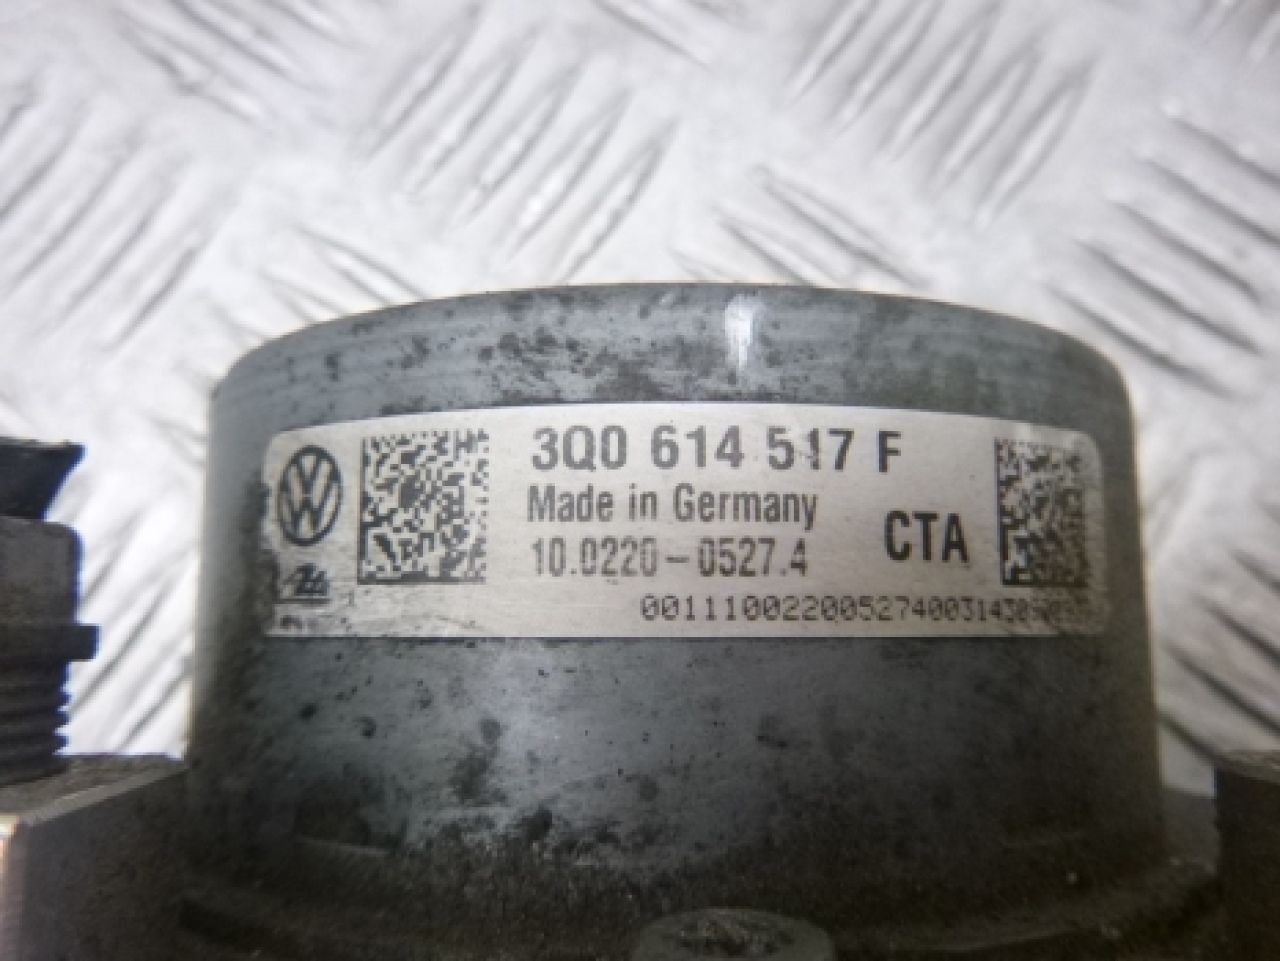 3Q0 614 517 F
Made in Germany
10.0220-0527.4
CTA